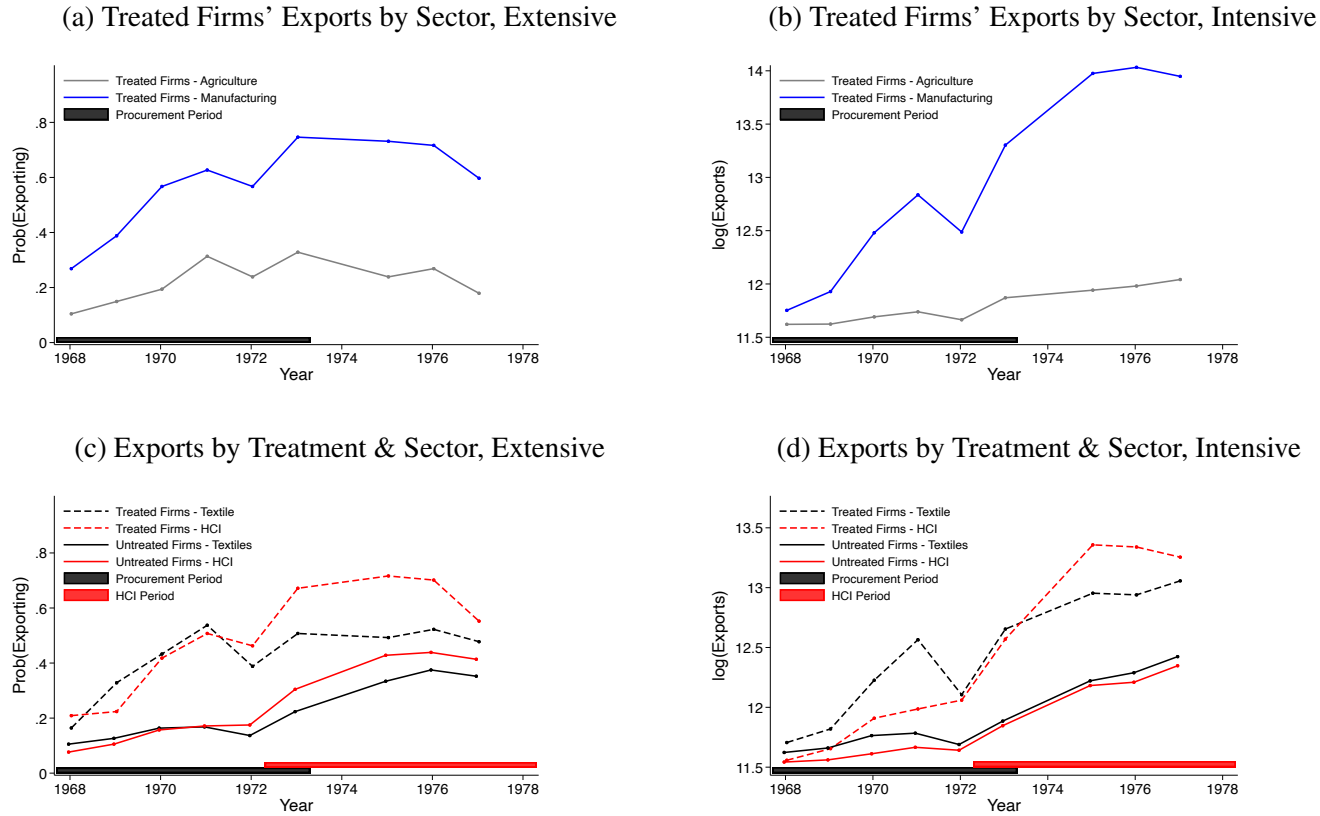 (a) Treated Firms’ Exports by Sector, Extensive
Treated Firms - Agriculture
Treated Firms - Manufacturing
Procurement Period
Prob(Exporting)
.8
.6
.4
.2
0
1968 1970 1972 1974 1976 1978
Year
(b) Treated Firms’ Exports by Sector, Intensive
Treated Firms - Agriculture
Treated Firms - Manufacturing
Procurement Period
log(Exports)
14
13.5
13
12.5
12
11.5
1968 1970 1972 1974 1976 1978
Year
(c) Exports by Treatment & Sector, Extensive
Treated Firms - Textile
Treated Firms - HCI
Untreated Firms - Textiles
Untreated Firms - HCI
Procurement Period
HCI Period
Prob(Exporting)
.8
.6
.4
.2
0
1968 1970 1972 1974 1976 1978
Year
(d) Exports by Treatment & Sector, Intensive
Treated Firms - Textile
Treated Firms - HCI
Untreated Firms - Textiles
Untreated Firms - HCI
Procurement Period
HCI Period
log(Exports)
13.5
13
12.5
12
11.5
1968 1970 1972 1974 1976 1978
Year